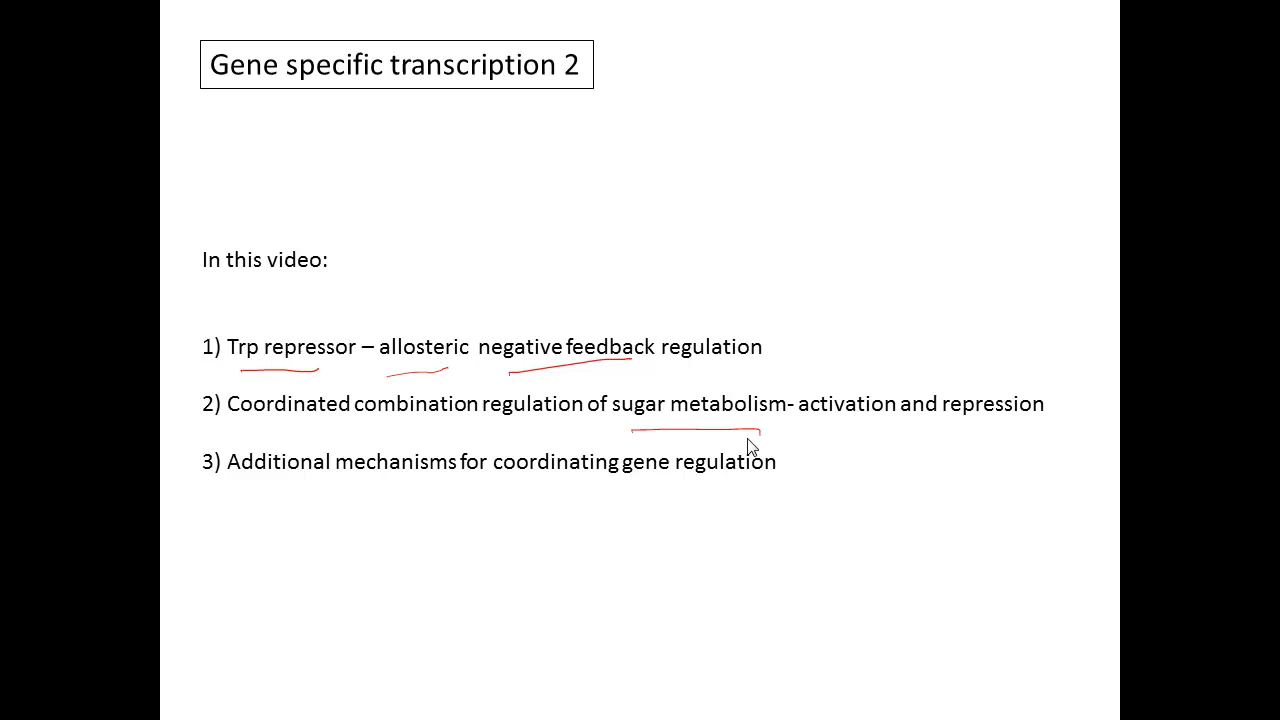 Gene specific transcription 2
In this video:
1) Trp repressor – allosteric negative feedback regulation
2) Coordinated combination regulation of sugar metabolism- activation and repression
3) Additional mechanisms for coordinating gene regulation